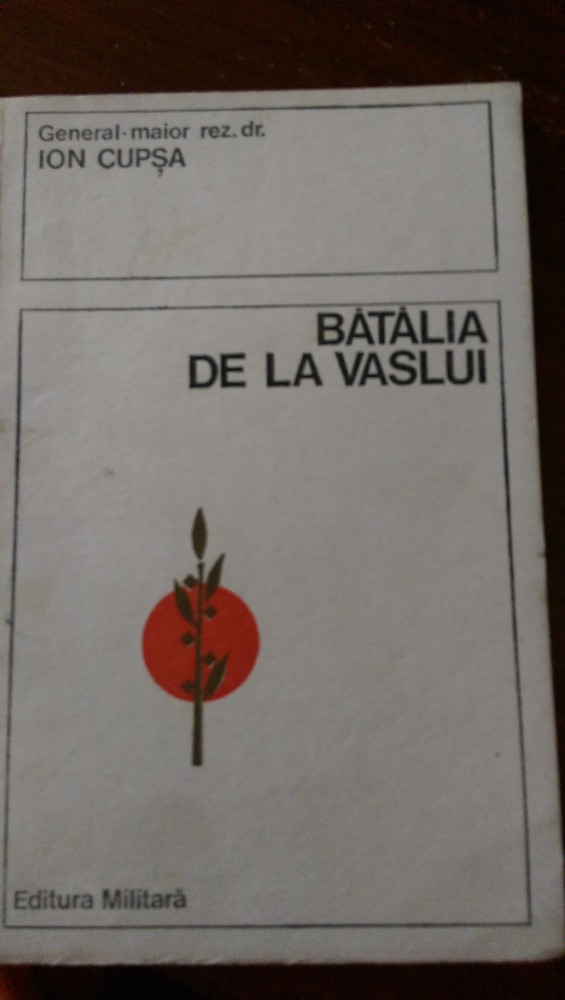 General-maior rez. dr.
ION CUPȘA
BĂTĂLIA
DE LA VASLUI
Editura Militară